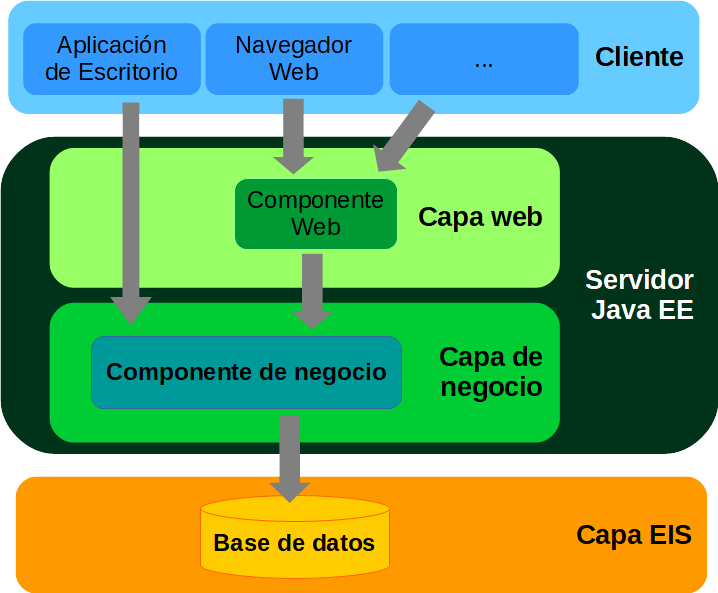 Aplicación
de Escritorio
Navegador
Web
...
Cliente
Componente
Web
Capa web
Servidor
Java EE
Componente de negocio
Capa de
negocio
Base de datos
Capa EIS